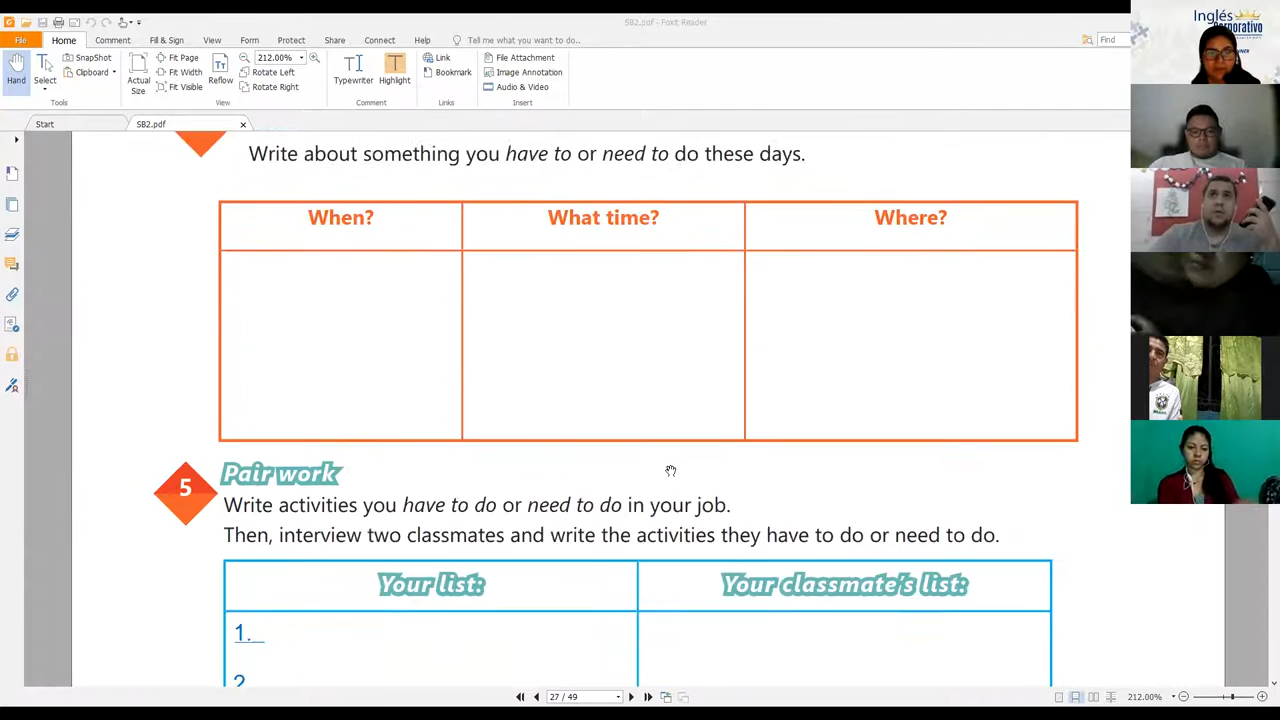 SB2.pdf - Foxit Reader
File Home Comment Fill & Sign View Form Protect Share Connect Help Tell me what you want to do.. Find
Hand
Select
SnapShot
Clipboard
Actual Size
Fit Page
Fit Width
Fit Visible
Reflow
212.00%
Rotate Left
Rotate Right
Typewriter
Highlight
Link
Bookmark
File Attachment
Image Annotation
Audio & Video
Tools View Comment Links Insert
Start SB2.pdf
Inglés
Corporativo
Write about something you have to or need to do these days.
When? What time? Where?
5
Pair work
Write activities you have to do or need to do in your job.
Then, interview two classmates and write the activities they have to do or need to do.
Your list: Your classmate's list:
1.
2
27 / 49 212.00%